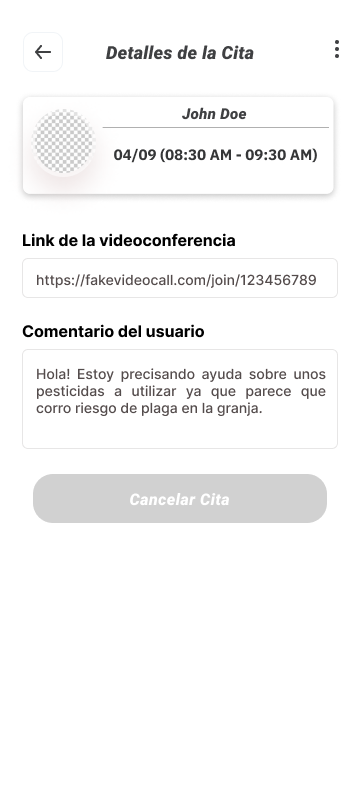 Detalles de la Cita
John Doe
04/09 (08:30 AM - 09:30 AM)
Link de la videoconferencia
https://fakevideocall.com/join/123456789
Comentario del usuario
Hola! Estoy precisando ayuda sobre unos
pesticidas a utilizar ya que parece que
corro riesgo de plaga en la granja.
Cancelar Cita